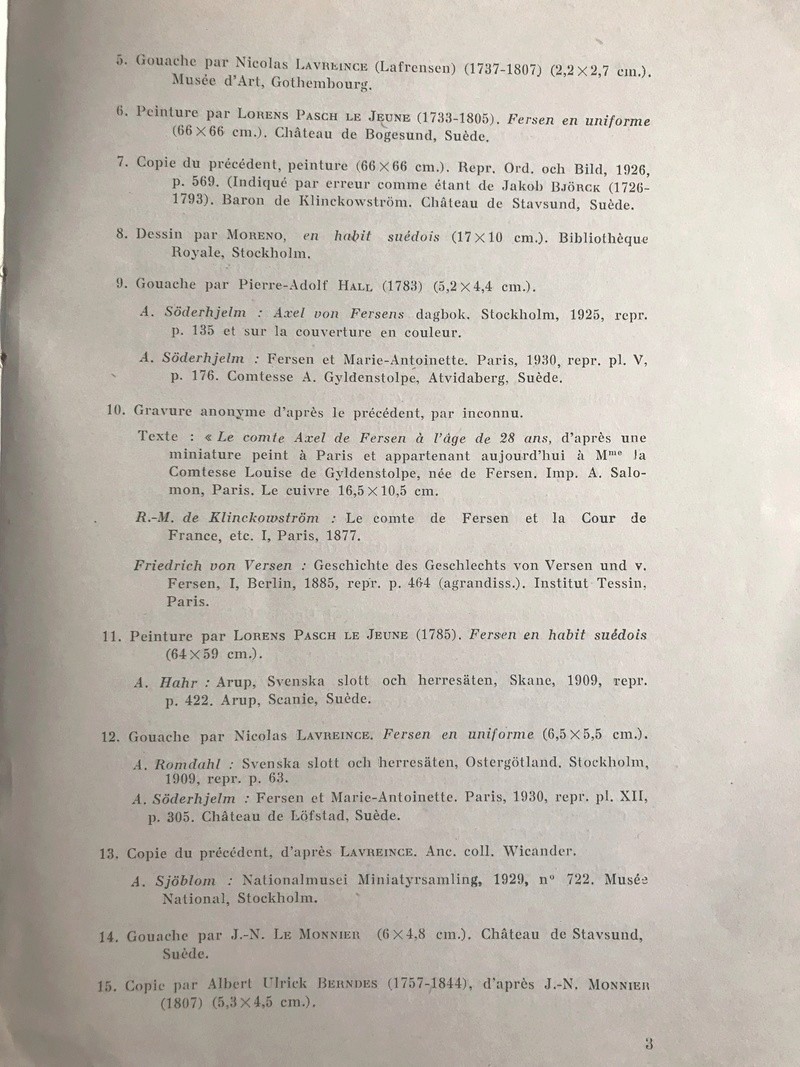 5. Gouache par Nicolas LAVREINCE (Lafrensen) (1737-1807) (2,2×2,7 cm.).
Musée d'Art, Gothembourg.
6. Peinture par LORENS PASCH LE JEUNE (1733-1805). Fersen en uniforme
(66×66 cm.). Château de Bogesund, Suède.
7. Copie du précédent, peinture (66×66 cm.). Repr. Ord. och Bild, 1926,
p. 569. (Indiqué par erreur comme étant de Jakob BJÖRCK (1726-
1793). Baron de Klinckowström. Château de Stavsund, Suède.
8. Dessin par MORENO, en habit suédois (17×10 cm.). Bibliothèque
Royale, Stockholm.
9. Gouache par Pierre-Adolf HALL (1783) (5,2×4,4 cm.).
A. Söderhjelm : Axel von Fersens dagbok. Stockholm, 1925, repr.
p. 135 et sur la couverture en couleur.
A. Söderhjelm : Fersen et Marie-Antoinette. Paris, 1930, repr. pl. V,
p. 176. Comtesse A. Gyldenstolpe, Atvidaberg, Suède.
10. Gravure anonyme d'après le précédent, par inconnu.
Texte : « Le comte Axel de Fersen à l'âge de 28 ans, d'après une
miniature peint à Paris et appartenant aujourd'hui à Mme la
Comtesse Louise de Gyldenstolpe, née de Fersen. Imp. A. Salo-
mon, Paris. Le cuivre 16,5×10,5 cm.
R.-M. de Klinckowström : Le comte de Fersen et la Cour de
France, etc. I, Paris, 1877.
Friedrich von Versen : Geschichte des Geschlechts von Versen und v.
Fersen, I, Berlin, 1885, repr. p. 464 (agrandiss.). Institut Tessin,
Paris.
11. Peinture par LORENS PASCH LE JEUNE (1785). Fersen en habit suédois
(64×59 cm.).
A. Hahr : Arup, Svenska slott och herresäten, Skane, 1909, repr.
p. 422. Arup, Scanie, Suède.
12. Gouache par Nicolas LAVREINCE. Fersen en uniforme (6,5×5,5 cm.).
A. Romdahl : Svenska slott och herresäten, Ostergötland, Stockholm,
1909, repr. p. 63.
A. Söderhjelm : Fersen et Marie-Antoinette. Paris, 1930, repr. pl. XII,
p. 305. Château de Löfstad, Suède.
13. Copie du précédent, d'après LAVREINCE. Anc. coll. Wicander.
A. Sjöblom : Nationalmusei Miniatyrsamling, 1929, n° 722. Musée
National, Stockholm.
14. Gouache par J.-N. LE MONNIER (6×4,8 cm.). Château de Stavsund,
Suède.
15. Copie par Albert Ulrick BERNDES (1757-1844), d'après J.-N. MONNIER
(1807) (5,3×4,5 cm.).
3